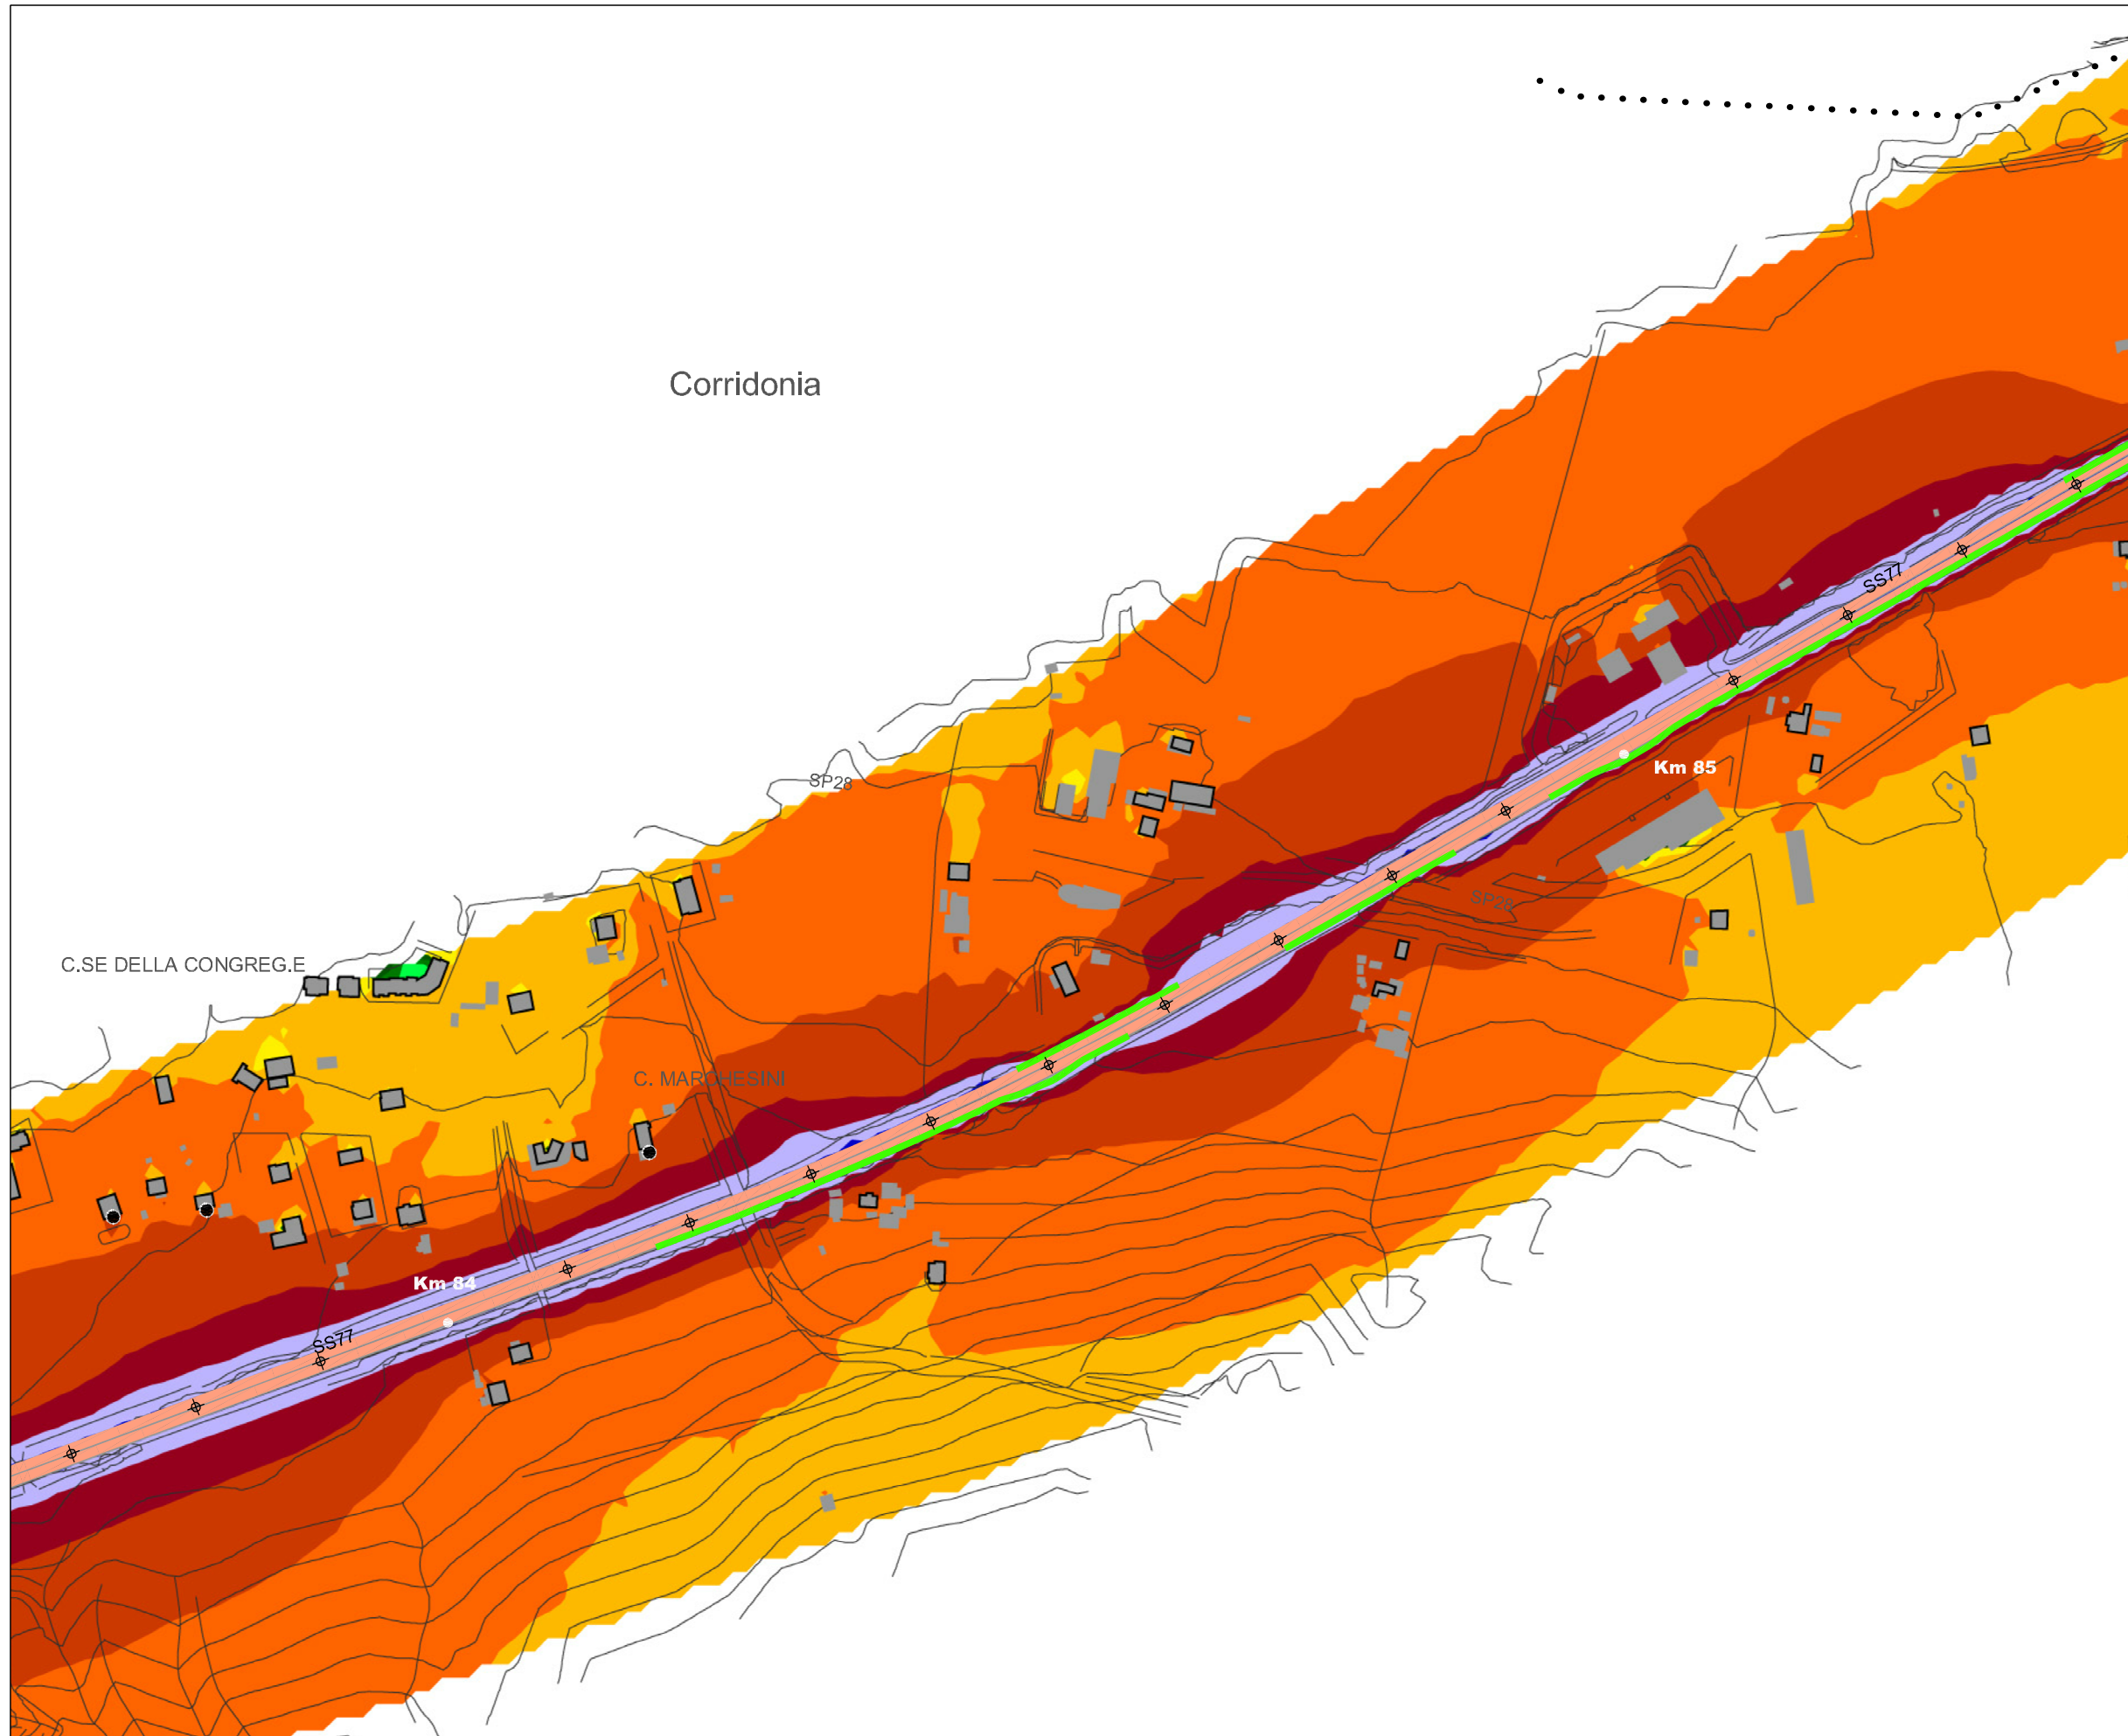 Corridonia
SS77
Km 85
SP28
SP28
C.SE DELLA CONGREG.E
C. MARCHESINI
Km 84
SS77